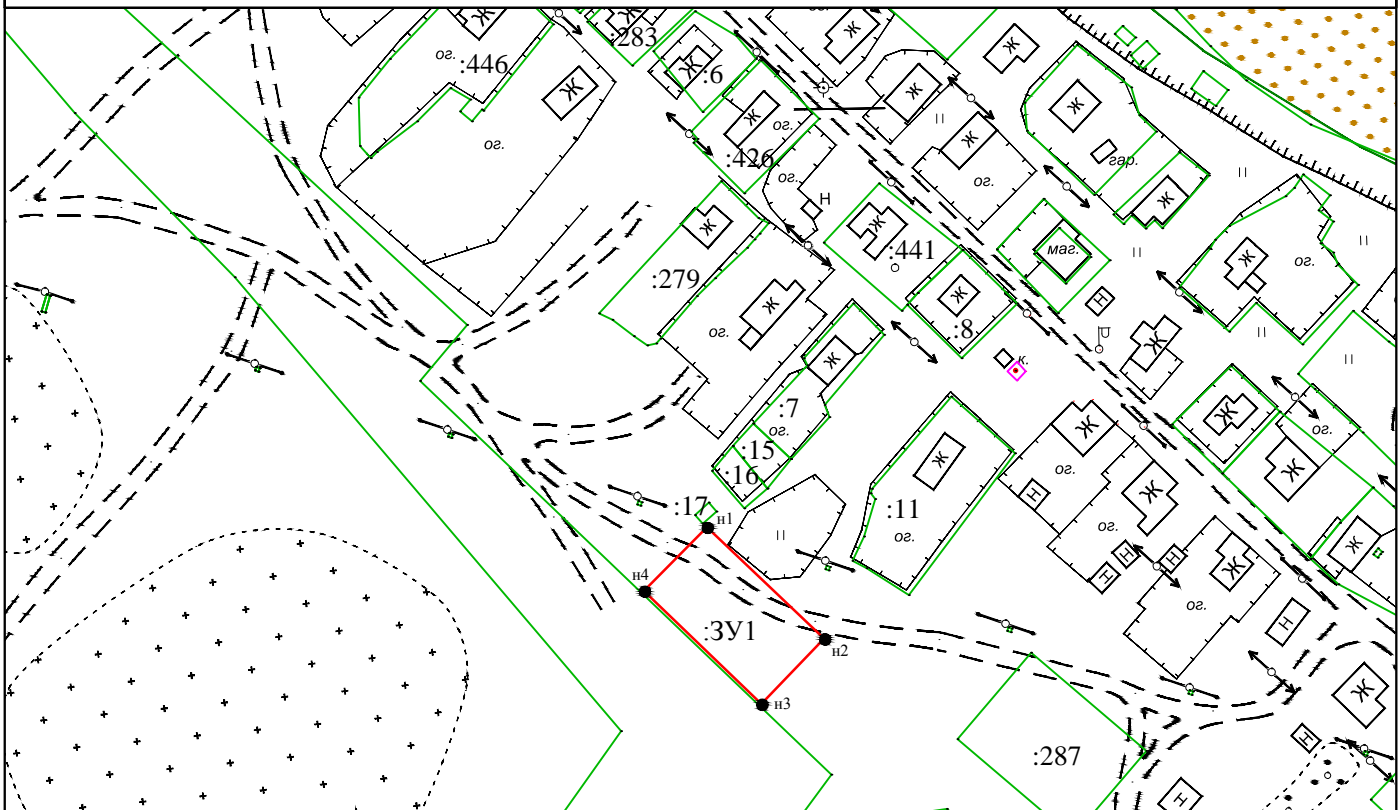 :283
Ж
Ж
ог.
:446
Ж
Ж
:6
Ж
Ж
Ж
Ж
ог.
Ж
ог.
:426
Ж
ог.
гар.
ог.
ог.
Н
Ж
Ж
Ж
:441
маг.
Ж
ог.
:279
Ж
Ж
Н
ог.
:8
Ж
к.
Ж
:7
ог.
Ж
Ж
ог.
:15
Ж
ог.
Ж
:16
Н
Ж
:17
:11
н1
ог.
ог.
Ж
Н
Н
Ж
н4
Н
ог.
:ЗУ1
Н
н2
Ж
н3
Н
:287
Н